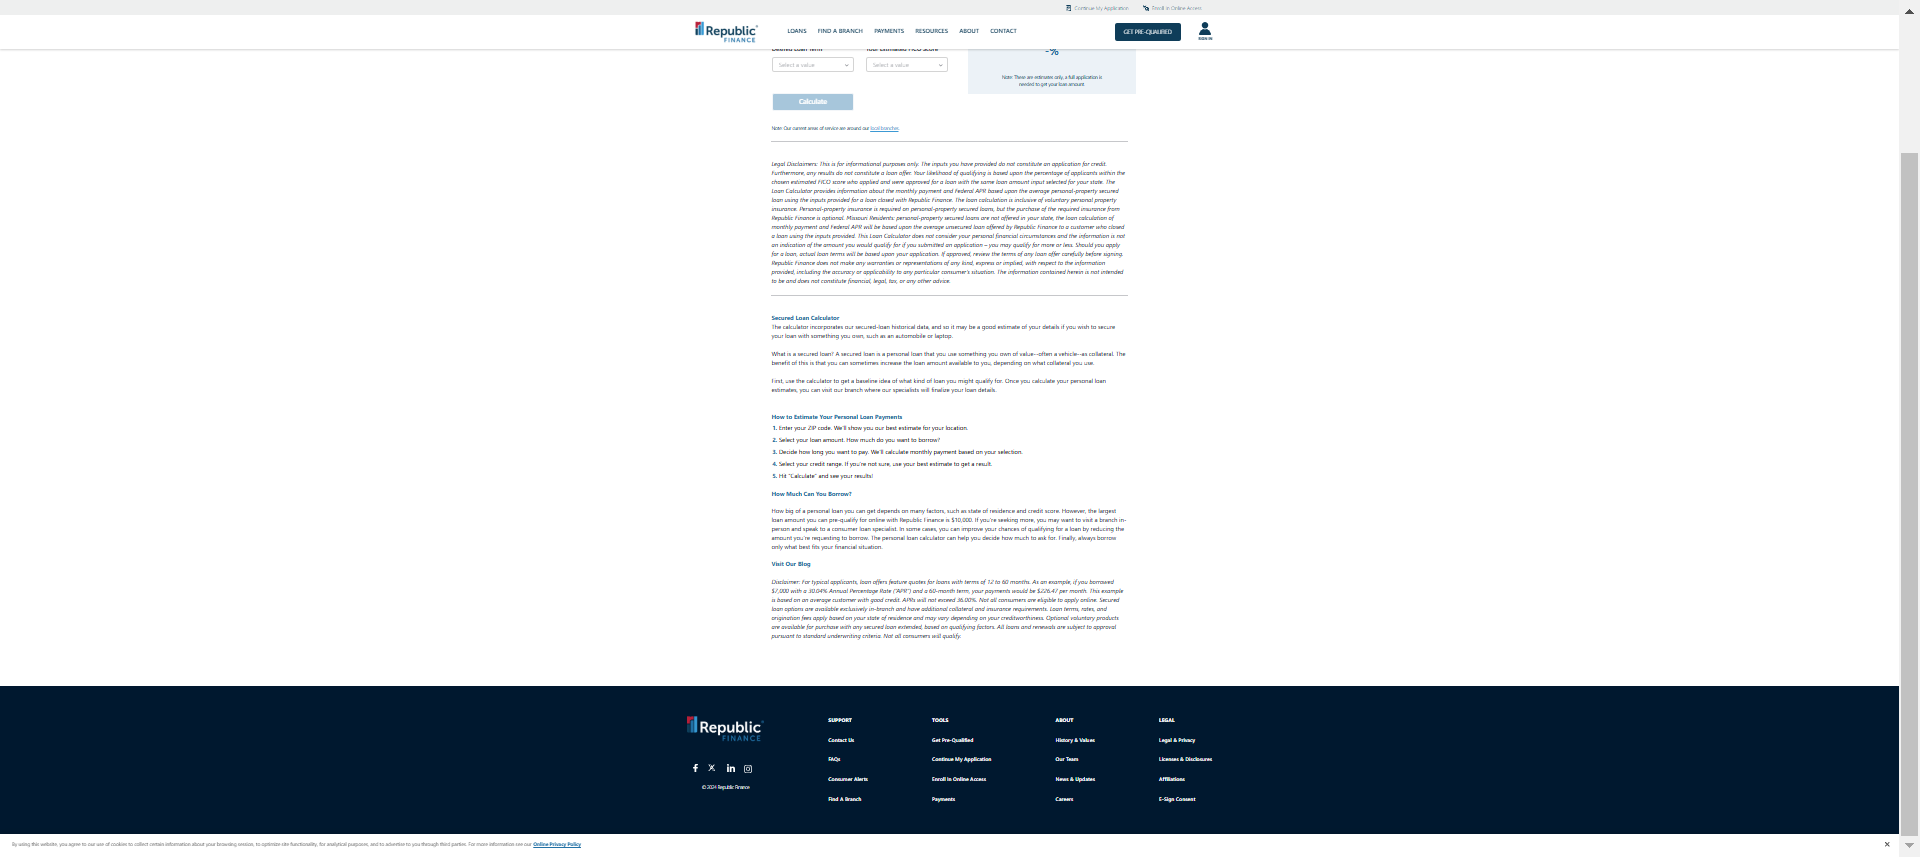 Continue My Application
Enroll in Online Access
Republic
FINANCE
LOANS
FIND A BRANCH
PAYMENTS
RESOURCES
ABOUT
CONTACT
GET PRE-QUALIFIED
SIGN IN
Select a value
Select a value
-%
Note: These are estimates only, a full application is
needed to get your loan amount
Calculate
Note: Our current areas of service are around our local branches
Legal Disclaimers: This is for informational purposes only. The inputs you have provided do not constitute an application for credit.
Furthermore, any results do not constitute a loan offer. Your likelihood of qualifying is based upon the percentage of applicants within the
chosen estimated FICO score who applied and were approved for a loan with the same loan amount input selected for your state. The
Loan Calculator provides information about the monthly payment and Federal APR based upon the average personal-property secured
loan using the inputs provided for a loan closed with Republic Finance. The loan calculation is inclusive of voluntary personal property
insurance. Personal-property insurance is required on personal-property secured loans, but the purchase of the required insurance from
Republic Finance is optional. Missouri Residents: personal-property secured loans are not offered in your state, the loan calculation of
monthly payment and Federal APR will be based upon the average unsecured loan offered by Republic Finance to a customer who closed
a loan using the inputs provided. This Loan Calculator does not consider your personal financial circumstances and the information is not
an indication of the amount you would qualify for if you submitted an application – you may qualify for more or less. Should you apply
for a loan, actual loan terms will be based upon your application. If approved, review the terms of any loan offer carefully before signing.
Republic Finance does not make any warranties or representations of any kind, express or implied, with respect to the information
provided, including the accuracy or applicability to any particular consumer's situation. The information contained herein is not intended
to be and does not constitute financial, legal, tax, or any other advice.
Secured Loan Calculator
The calculator incorporates our secured-loan historical data, and so it may be a good estimate of your details if you wish to secure
your loan with something you own, such as an automobile or laptop.
What is a secured loan? A secured loan is a personal loan that you use something you own of value--often a vehicle--as collateral. The
benefit of this is that you can sometimes increase the loan amount available to you, depending on what collateral you use.
First, use the calculator to get a baseline idea of what kind of loan you might qualify for. Once you calculate your personal loan
estimates, you can visit our branch where our specialists will finalize your loan details.
How to Estimate Your Personal Loan Payments
1. Enter your ZIP code. We'll show you our best estimate for your location.
2. Select your loan amount. How much do you want to borrow?
3. Decide how long you want to pay. We'll calculate monthly payment based on your selection.
4. Select your credit range. If you're not sure, use your best estimate to get a result.
5. Hit "Calculate" and see your results!
How Much Can You Borrow?
How big of a personal loan you can get depends on many factors, such as state of residence and credit score. However, the largest
loan amount you can pre-qualify for online with Republic Finance is $10,000. If you're seeking more, you may want to visit a branch in-
person and speak to a consumer loan specialist. In some cases, you can improve your chances of qualifying for a loan by reducing the
amount you're requesting to borrow. The personal loan calculator can help you decide how much to ask for. Finally, always borrow
only what best fits your financial situation.
Visit Our Blog
Disclaimer: For typical applicants, loan offers feature quotes for loans with terms of 12 to 60 months. As an example, if you borrowed
$7,000 with a 30.04% Annual Percentage Rate ("APR") and a 60-month term, your payments would be $226.47 per month. This example
is based on an average customer with good credit. APRs will not exceed 36.00%. Not all consumers are eligible to apply online. Secured
loan options are available exclusively in-branch and have additional collateral and insurance requirements. Loan terms, rates, and
origination fees apply based on your state of residence and may vary depending on your creditworthiness. Optional voluntary products
are available for purchase with any secured loan extended, based on qualifying factors. All loans and renewals are subject to approval
pursuant to standard underwriting criteria. Not all consumers will qualify.
Republic
FINANCE
© 2024 Republic Finance
SUPPORT
Contact Us
FAQs
Consumer Alerts
Find A Branch
TOOLS
Get Pre-Qualified
Continue My Application
Enroll In Online Access
Payments
ABOUT
History & Values
Our Team
News & Updates
Careers
LEGAL
Legal & Privacy
Licenses & Disclosures
Affiliations
E-Sign Consent
By using this website, you agree to our use of cookies to collect certain information about your browsing session, to optimize site functionality, for analytical purposes, and to advertise to you through third parties. For more information see our Online Privacy Policy